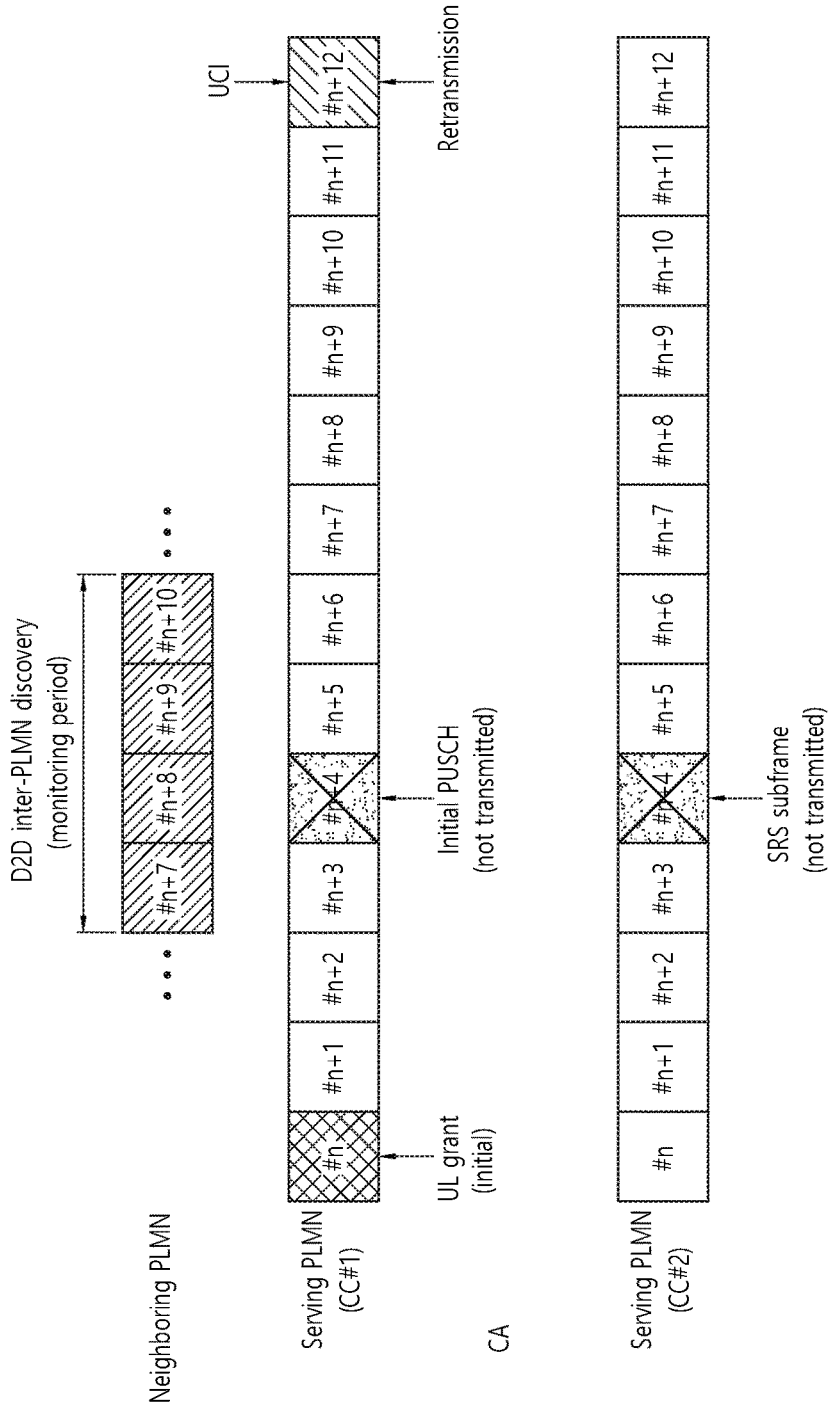 D2D inter-PLMN discovery
(monitoring period)
Neighboring PLMN
#n+7 #n+8 #n+9 #n+10
UCI
Serving PLMN
(CC#1)
#n #n+1 #n+2 #n+3 #n+4 #n+5 #n+6 #n+7 #n+8 #n+9 #n+10 #n+11 #n+12
UL grant
(initial)
Initial PUSCH
(not transmitted)
Retransmission
CA
Serving PLMN
(CC#2)
#n #n+1 #n+2 #n+3 #n+4 #n+5 #n+6 #n+7 #n+8 #n+9 #n+10 #n+11 #n+12
SRS subframe
(not transmitted)